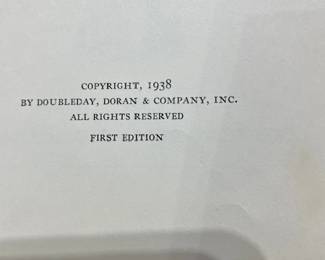 COPYRIGHT, 1938
BY DOUBLEDAY, DORAN & COMPANY, INC.
ALL RIGHTS RESERVED
FIRST EDITION